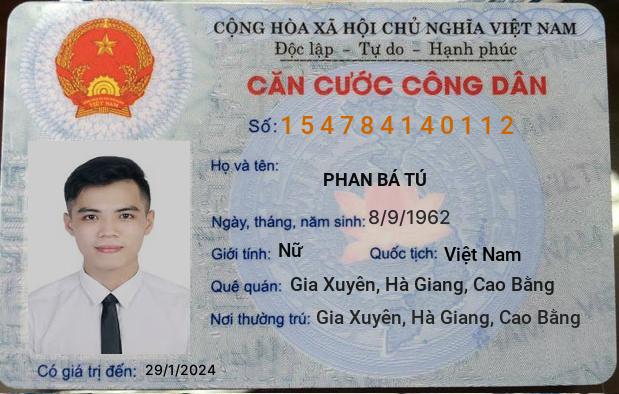 CỘNG HÒA XÃ HỘI CHỦ NGHĨA VIỆT NAM
Độc lập - Tự do - Hạnh phúc
CĂN CƯỚC CÔNG DÂN
Số: 154784140112
Họ và tên:
PHAN BÁ TÚ
Ngày, tháng, năm sinh: 8/9/1962
Giới tính: Nữ Quốc tịch: Việt Nam
Quê quán: Gia Xuyên, Hà Giang, Cao Bằng
Nơi thường trú: Gia Xuyên, Hà Giang, Cao Bằng
Có giá trị đến: 29/1/2024
VIỆT NAM